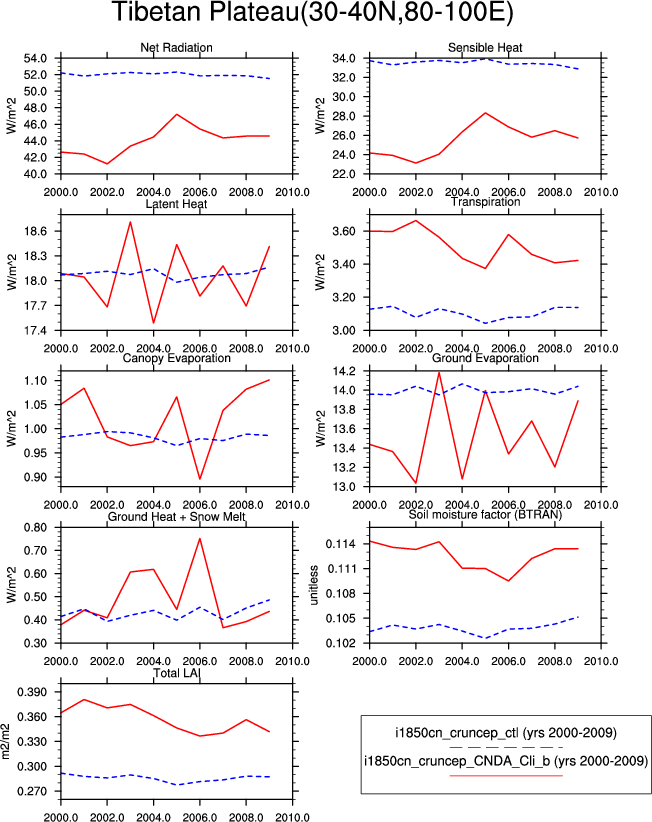 Tibetan Plateau(30-40N,80-100E)
Net Radiation
W/m^2
54.0
52.0
50.0
48.0
46.0
44.0
42.0
40.0
2000.0 2002.0 2004.0 2006.0 2008.0 2010.0
Sensible Heat
W/m^2
34.0
32.0
30.0
28.0
26.0
24.0
22.0
2000.0 2002.0 2004.0 2006.0 2008.0 2010.0
Latent Heat
W/m^2
18.6
18.3
18.0
17.7
17.4
2000.0 2002.0 2004.0 2006.0 2008.0 2010.0
Transpiration
W/m^2
3.60
3.40
3.20
3.00
2000.0 2002.0 2004.0 2006.0 2008.0 2010.0
Canopy Evaporation
W/m^2
1.10
1.05
1.00
0.95
0.90
2000.0 2002.0 2004.0 2006.0 2008.0 2010.0
Ground Evaporation
W/m^2
14.2
14.0
13.8
13.6
13.4
13.2
13.0
2000.0 2002.0 2004.0 2006.0 2008.0 2010.0
Ground Heat + Snow Melt
W/m^2
0.80
0.70
0.60
0.50
0.40
0.30
2000.0 2002.0 2004.0 2006.0 2008.0 2010.0
Soil moisture factor (BTRAN)
unitless
0.114
0.111
0.108
0.105
0.102
2000.0 2002.0 2004.0 2006.0 2008.0 2010.0
Total LAI
m2/m2
0.390
0.360
0.330
0.300
0.270
2000.0 2002.0 2004.0 2006.0 2008.0 2010.0
i1850cn_cruncep_ctl (yrs 2000-2009)
i1850cn_cruncep_CNDA_Cli_b (yrs 2000-2009)